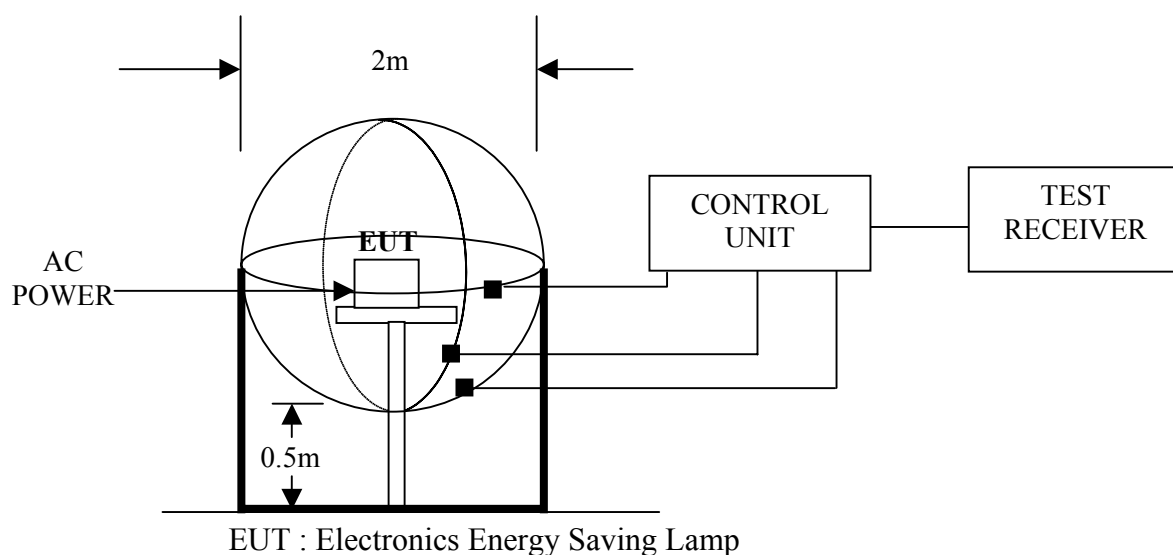 2m
CONTROL
UNIT
TEST
RECEIVER
EUT
AC
POWER
0.5m
EUT : Electronics Energy Saving Lamp